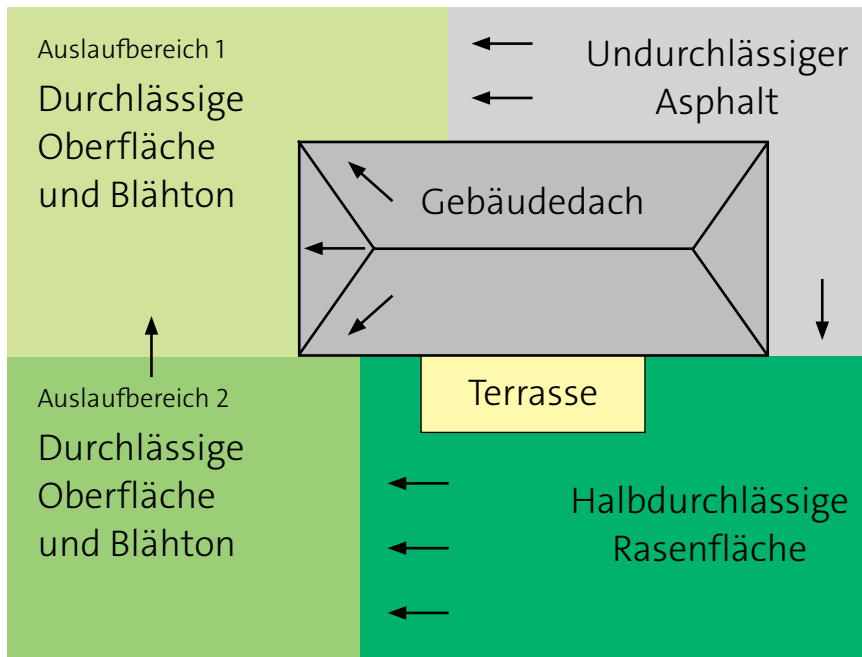 Auslaufbereich 1
Durchlässige
Oberfläche
und Blähton
Undurchlässiger
Asphalt
Gebäudedach
Terrasse
Auslaufbereich 2
Durchlässige
Oberfläche
und Blähton
Halbdurchlässige
Rasenfläche